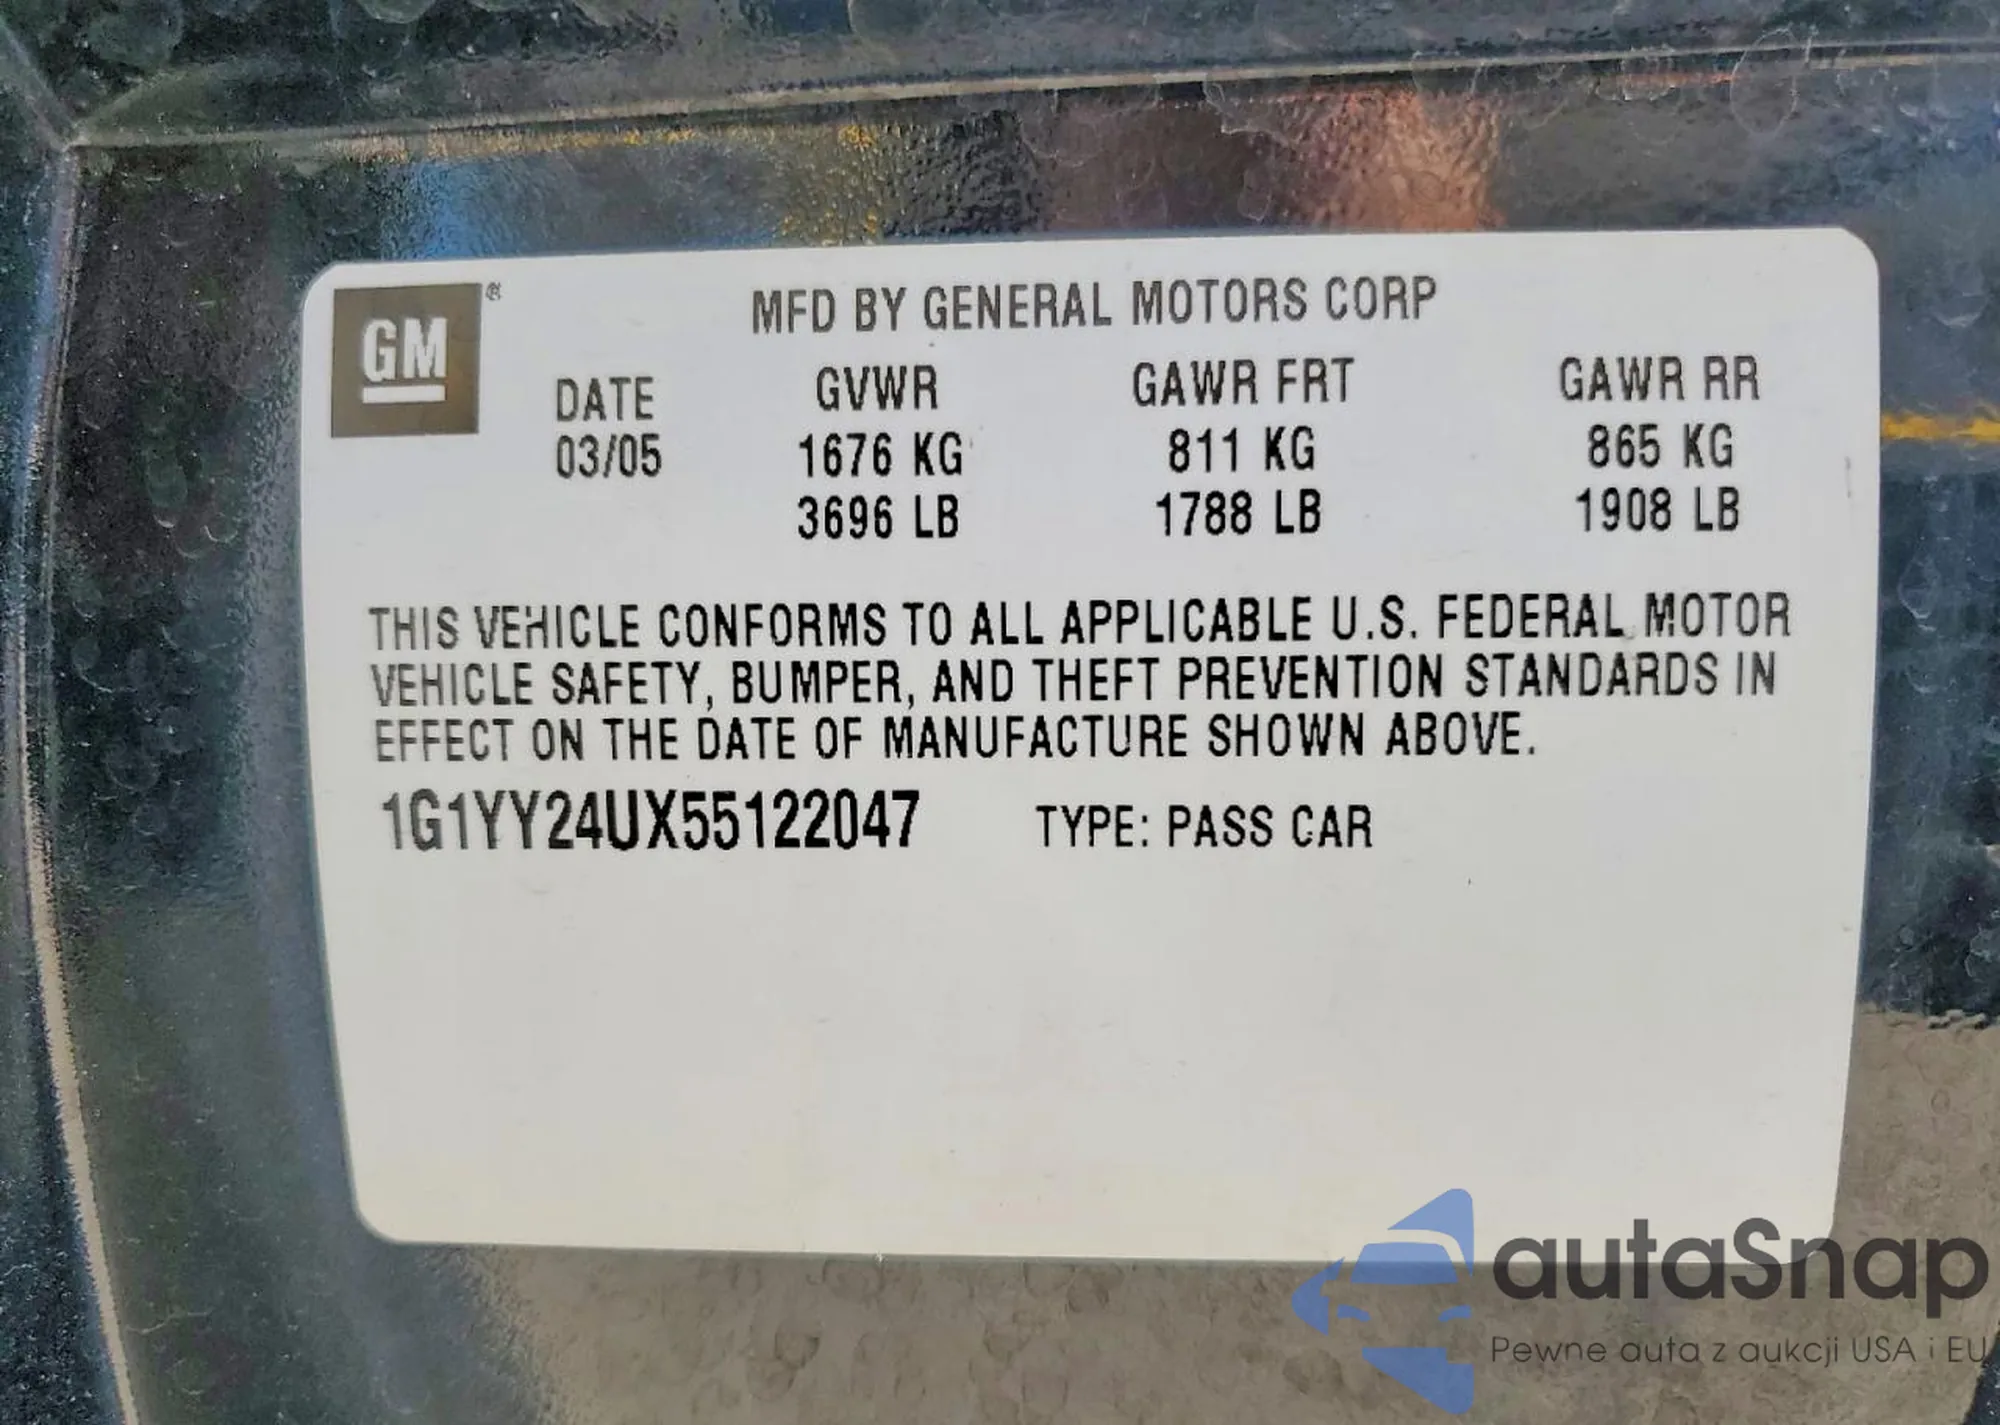 GM
MFD BY GENERAL MOTORS CORP
DATE GVWR GAWR FRT GAWR RR
03/05 1676 KG 811 KG 865 KG
3696 LB 1788 LB 1908 LB
THIS VEHICLE CONFORMS TO ALL APPLICABLE U.S. FEDERAL MOTOR
VEHICLE SAFETY, BUMPER, AND THEFT PREVENTION STANDARDS IN
EFFECT ON THE DATE OF MANUFACTURE SHOWN ABOVE.
1G1YY24UX55122047 TYPE: PASS CAR
autaSnap
Pewne auta z aukcji USA i EU